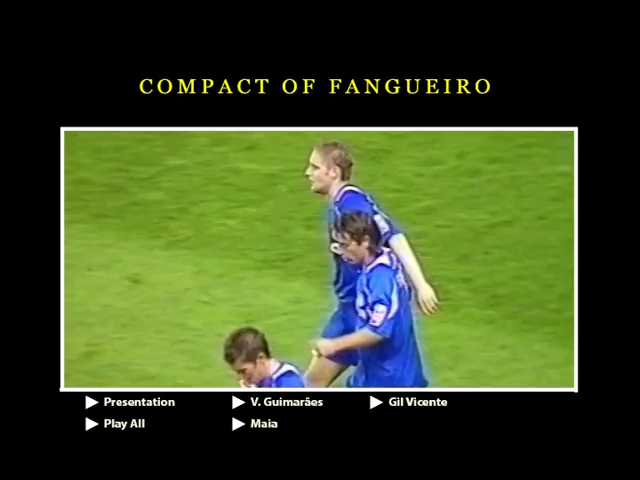 COMPACT OF FANGUEIRO
Presentation
V. Guimarães
Gil Vicente
Play All
Maia